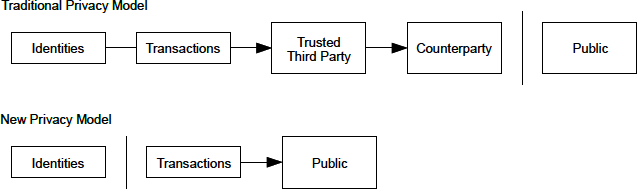 Traditional Privacy Model
Identities
Transactions
Trusted
Third Party
Counterparty
Public
New Privacy Model
Identities
Transactions
Public